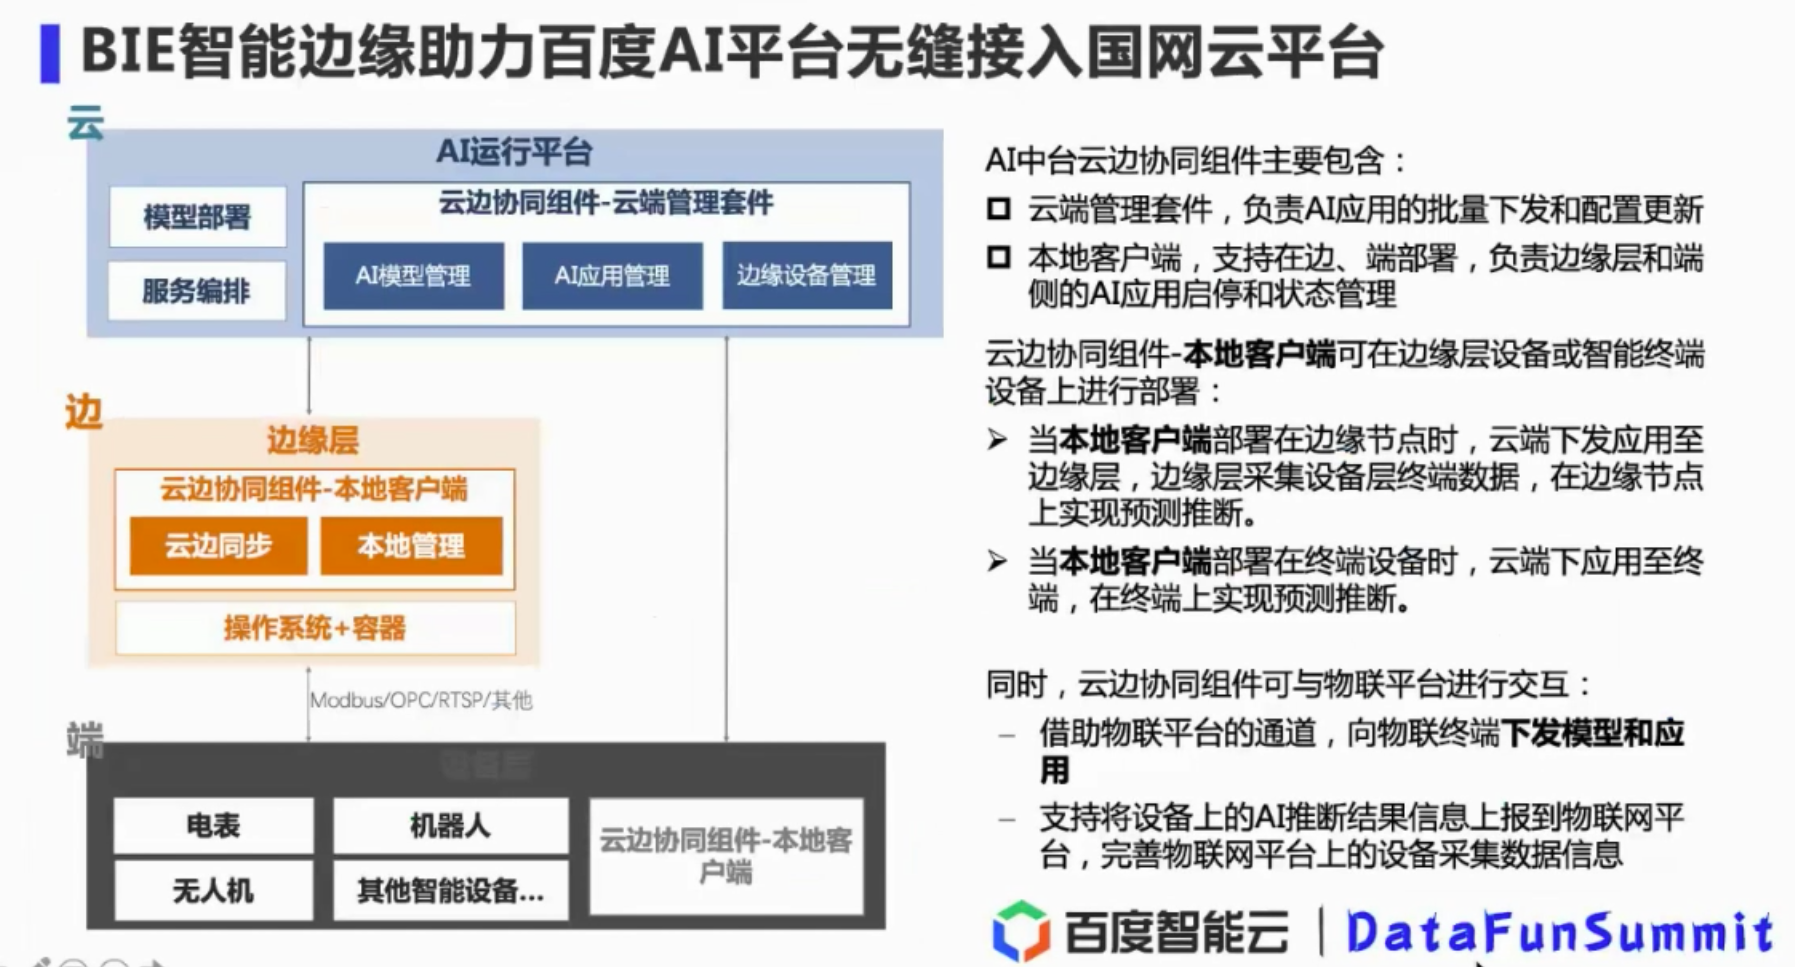 BIE智能边缘助力百度AI平台无缝接入国网云平台
云
AI运行平台
模型部署
服务编排
云边协同组件-云端管理套件
AI模型管理
AI应用管理
边缘设备管理
边
边缘层
云边协同组件-本地客户端
云边同步
本地管理
操作系统+容器
Modbus/OPC/RTSP/其他
端
设备层
电表
机器人
无人机
其他智能设备...
云边协同组件-本地客
户端
AI中台云边协同组件主要包含：
云端管理套件，负责AI应用的批量下发和配置更新
本地客户端，支持在边、端部署，负责边缘层和端
侧的AI应用启停和状态管理
云边协同组件-本地客户端可在边缘层设备或智能终端
设备上进行部署：
当本地客户端部署在边缘节点时，云端下发应用至
边缘层，边缘层采集设备层终端数据，在边缘节点
上实现预测推断。
当本地客户端部署在终端设备时，云端下应用至终
端，在终端上实现预测推断。
同时，云边协同组件可与物联平台进行交互：
– 借助物联平台的通道，向物联终端下发模型和应
用
– 支持将设备上的AI推断结果信息上报到物联网平
台，完善物联网平台上的设备采集数据信息
百度智能云 | DataFunSummit